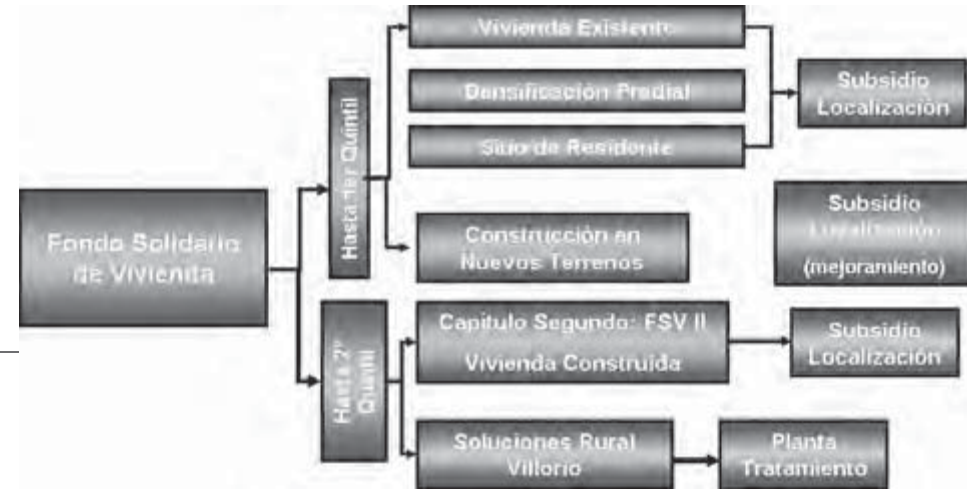 Fondo Solidario
de Vivienda
Hasta 1er Quintil
Vivienda Existente
Densificación Predial
Sitio de Residente
Subsidio
Localización
Construcción en
Nuevos Terrenos
Subsidio
Localización
(mejoramiento)
Hasta 2º
Quintil
Capitulo Segundo: FSV II
Vivienda Construida
Subsidio
Localización
Soluciones Rural
Villorio
Planta
Tratamiento